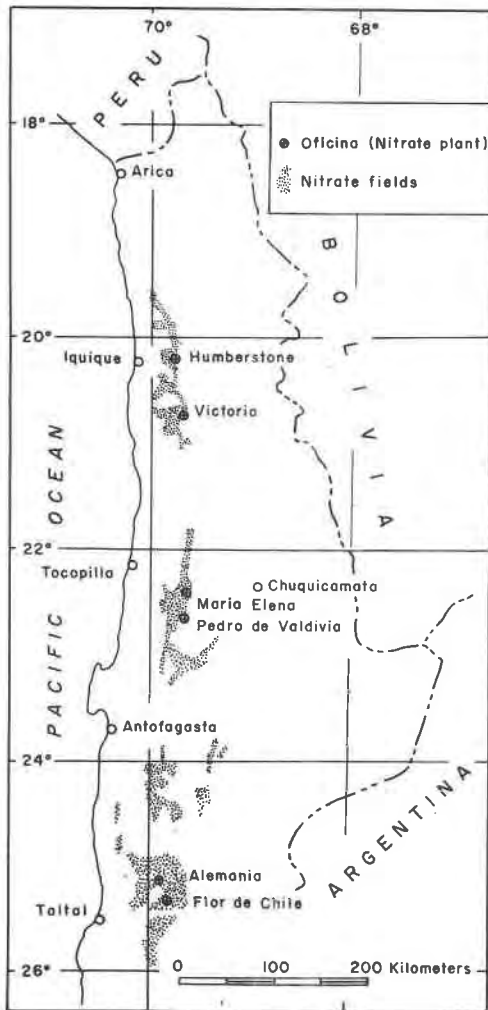 70°
68°
PERU
18°
Oficina (Nitrate plant)
Nitrate fields
Arica
BOLIVIA
20°
Iquique
Humberstone
Victoria
PACIFIC OCEAN
22°
Tocopilla
Chuquicamata
Maria Elena
Pedro de Valdivia
Antofagasta
24°
ARGENTINA
Alemania
Flor de Chile
Taltal
26°
0 100 200 Kilometers